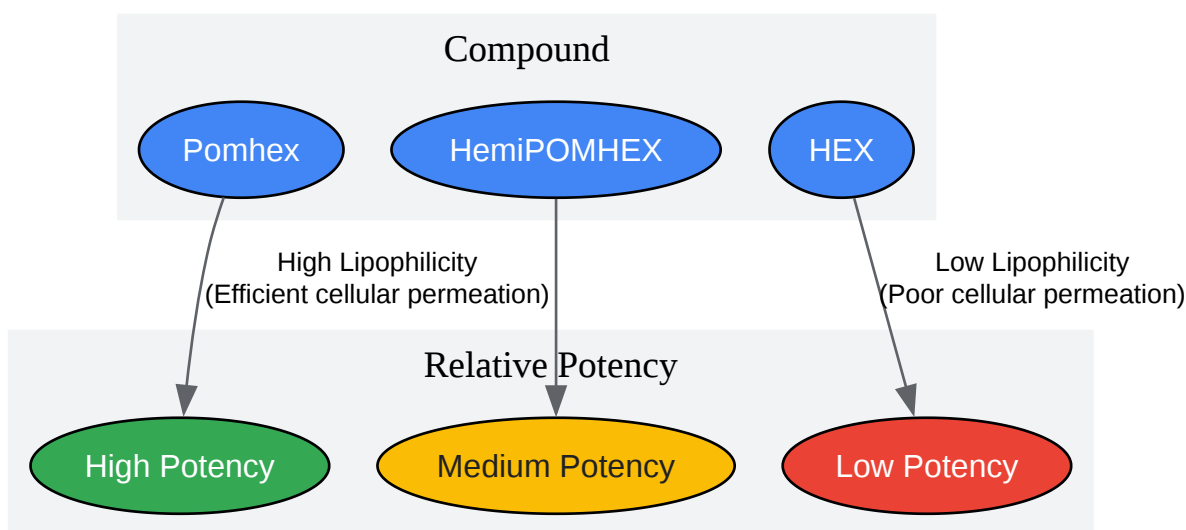 Compound
Pomhex
HemiPOMHEX
HEX
High Lipophilicity
(Efficient cellular permeation)
Low Lipophilicity
(Poor cellular permeation)
Relative Potency
High Potency
Medium Potency
Low Potency